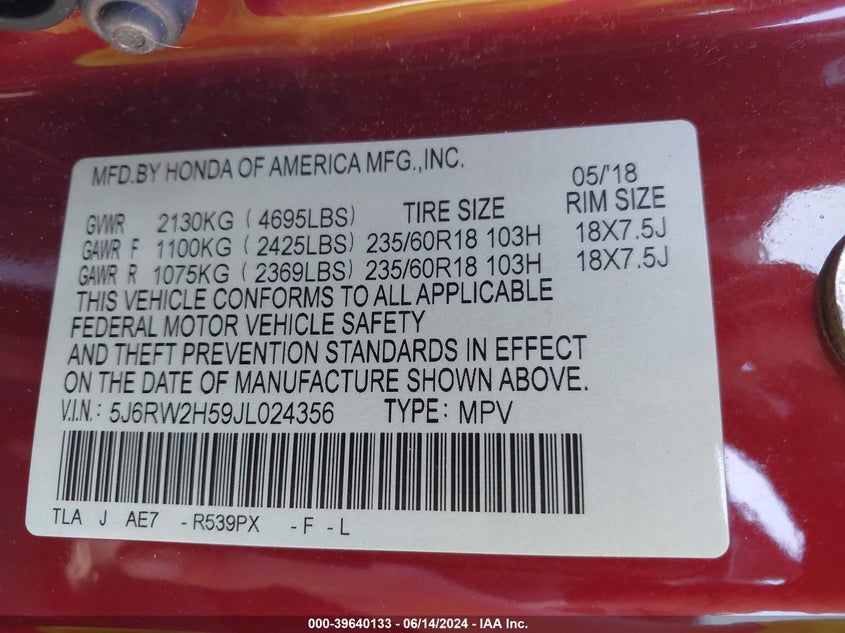 MFD.BY HONDA OF AMERICA MFG.,INC. 05/'18
GVWR 2130KG ( 4695LBS) TIRE SIZE RIM SIZE
GAWR F 1100KG ( 2425LBS) 235/60R18 103H 18X7.5J
GAWR R 1075KG ( 2369LBS) 235/60R18 103H 18X7.5J
THIS VEHICLE CONFORMS TO ALL APPLICABLE
FEDERAL MOTOR VEHICLE SAFETY
AND THEFT PREVENTION STANDARDS IN EFFECT
ON THE DATE OF MANUFACTURE SHOWN ABOVE.
V.I.N.: 5J6RW2H59JL024356 TYPE: MPV
TLA J AE7 - R539PX - F - L
000-39640133 - 06/14/2024 - IAA Inc.